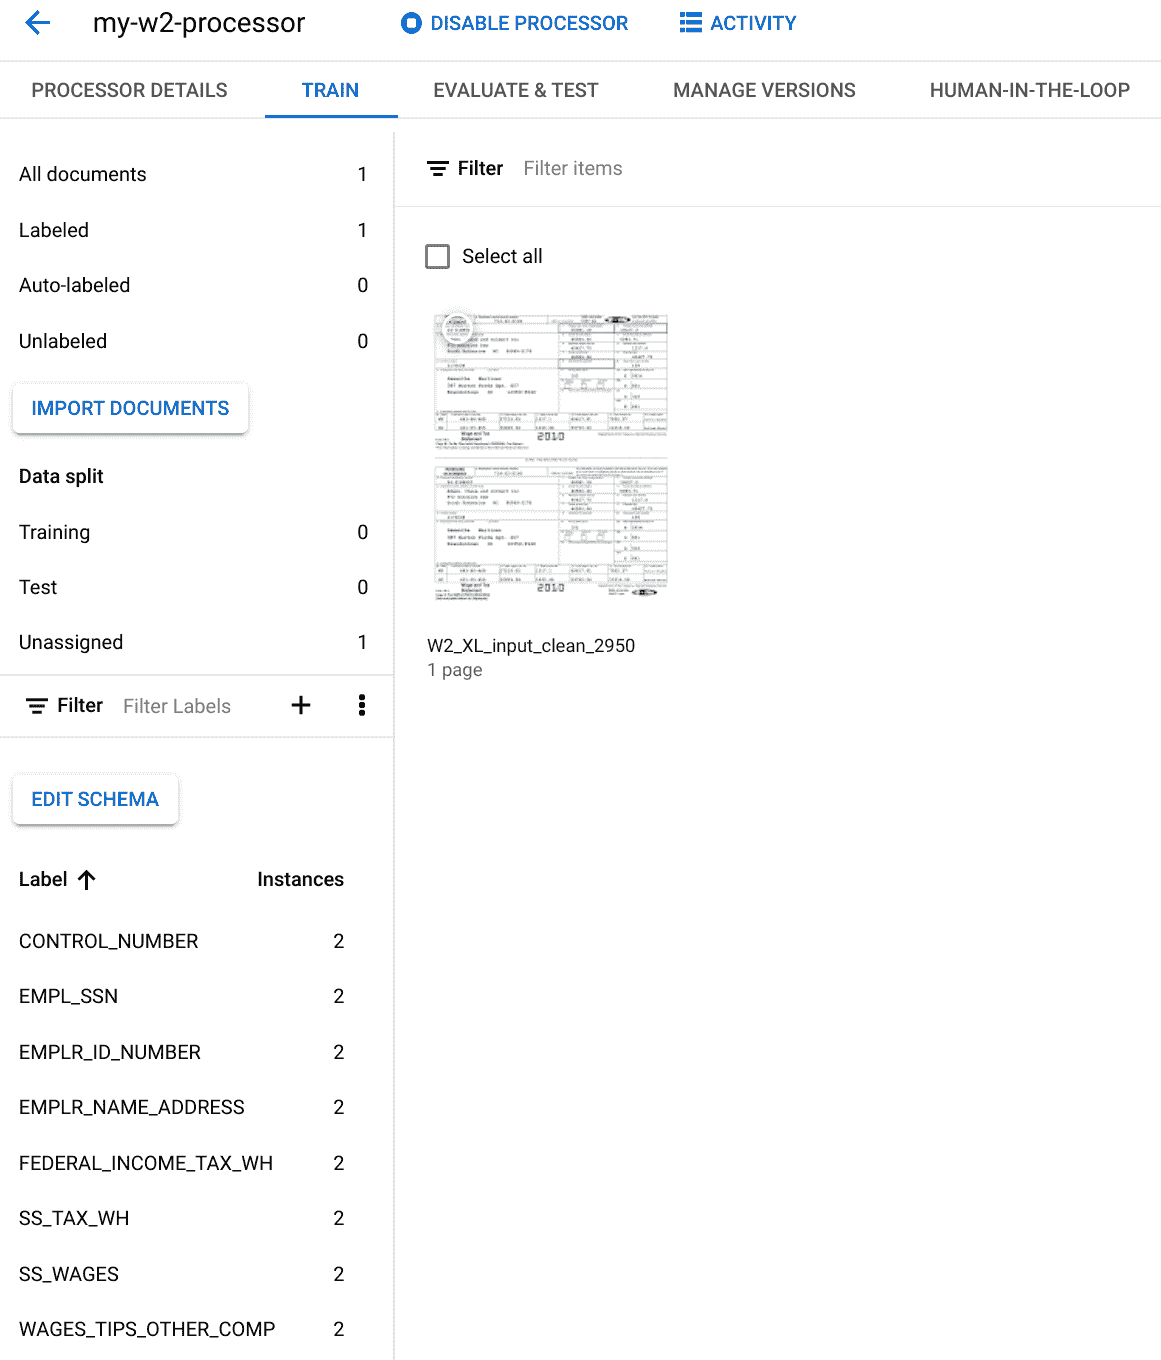 my-w2-processor
DISABLE PROCESSOR
ACTIVITY
PROCESSOR DETAILS
TRAIN
EVALUATE & TEST
MANAGE VERSIONS
HUMAN-IN-THE-LOOP
All documents 1
Labeled 1
Auto-labeled 0
Unlabeled 0
IMPORT DOCUMENTS
Data split
Training 0
Test 0
Unassigned 1
Filter Filter Labels
EDIT SCHEMA
Label Instances
CONTROL_NUMBER 2
EMPL_SSN 2
EMPLR_ID_NUMBER 2
EMPLR_NAME_ADDRESS 2
FEDERAL_INCOME_TAX_WH 2
SS_TAX_WH 2
SS_WAGES 2
WAGES_TIPS_OTHER_COMP 2
Filter Filter items
Select all
2010
2010
W2_XL_input_clean_2950
1 page